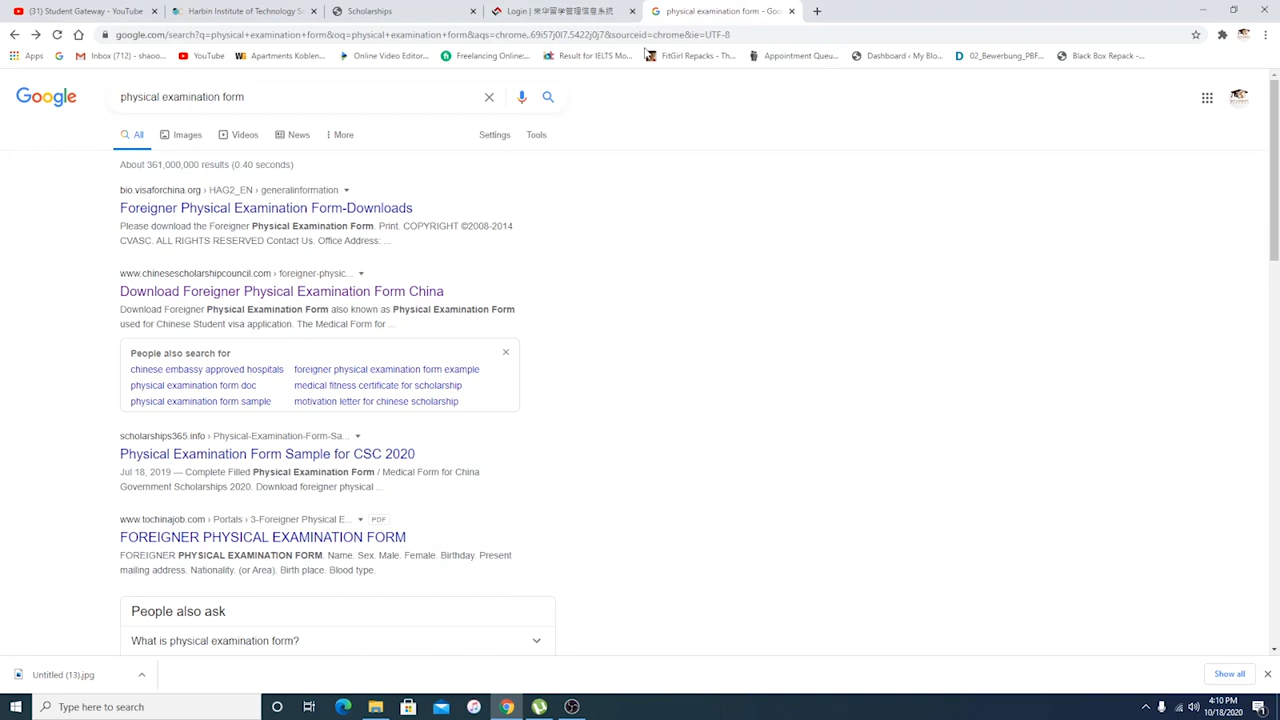 (31) Student Gateway - YouTube
Harbin Institute of Technology Sc
Scholarships
Login | 来华留学管理信息系统
physical examination form - Goo
google.com/search?q=physical+examination+form&oq=physical+examination+form&aqs=chrome..69i57j0l7.5422j0j7&sourceid=chrome&ie=UTF-8
Apps
Inbox (712) - shaoo...
YouTube
Apartments Koblen...
Online Video Editor...
Freelancing Online:...
Result for IELTS Mo...
FitGirl Repacks - Th...
Appointment Queu...
Dashboard ‹ My Blo...
02_Bewerbung_PBF...
Black Box Repack -...
Google
physical examination form
All
Images
Videos
News
More
Settings
Tools
About 361,000,000 results (0.40 seconds)
bio.visaforchina.org › HAG2_EN › generalinformation
Foreigner Physical Examination Form-Downloads
Please download the Foreigner Physical Examination Form. Print. COPYRIGHT ©2008-2014
CVASC. ALL RIGHTS RESERVED Contact Us. Office Address: ...
www.chinesescholarshipcouncil.com › foreigner-physic...
Download Foreigner Physical Examination Form China
Download Foreigner Physical Examination Form also known as Physical Examination Form
used for Chinese Student visa application. The Medical Form for ...
People also search for
chinese embassy approved hospitals
foreigner physical examination form example
physical examination form doc
medical fitness certificate for scholarship
physical examination form sample
motivation letter for chinese scholarship
scholarships365.info › Physical-Examination-Form-Sa...
Physical Examination Form Sample for CSC 2020
Jul 18, 2019 — Complete Filled Physical Examination Form / Medical Form for China
Government Scholarships 2020. Download foreigner physical ...
www.tochinajob.com › Portals › 3-Foreigner Physical E...
PDF
FOREIGNER PHYSICAL EXAMINATION FORM
FOREIGNER PHYSICAL EXAMINATION FORM. Name. Sex. Male. Female. Birthday. Present
mailing address. Nationality. (or Area). Birth place. Blood type.
People also ask
What is physical examination form?
Untitled (13).jpg
Show all
Type here to search
4:10 PM
10/18/2020